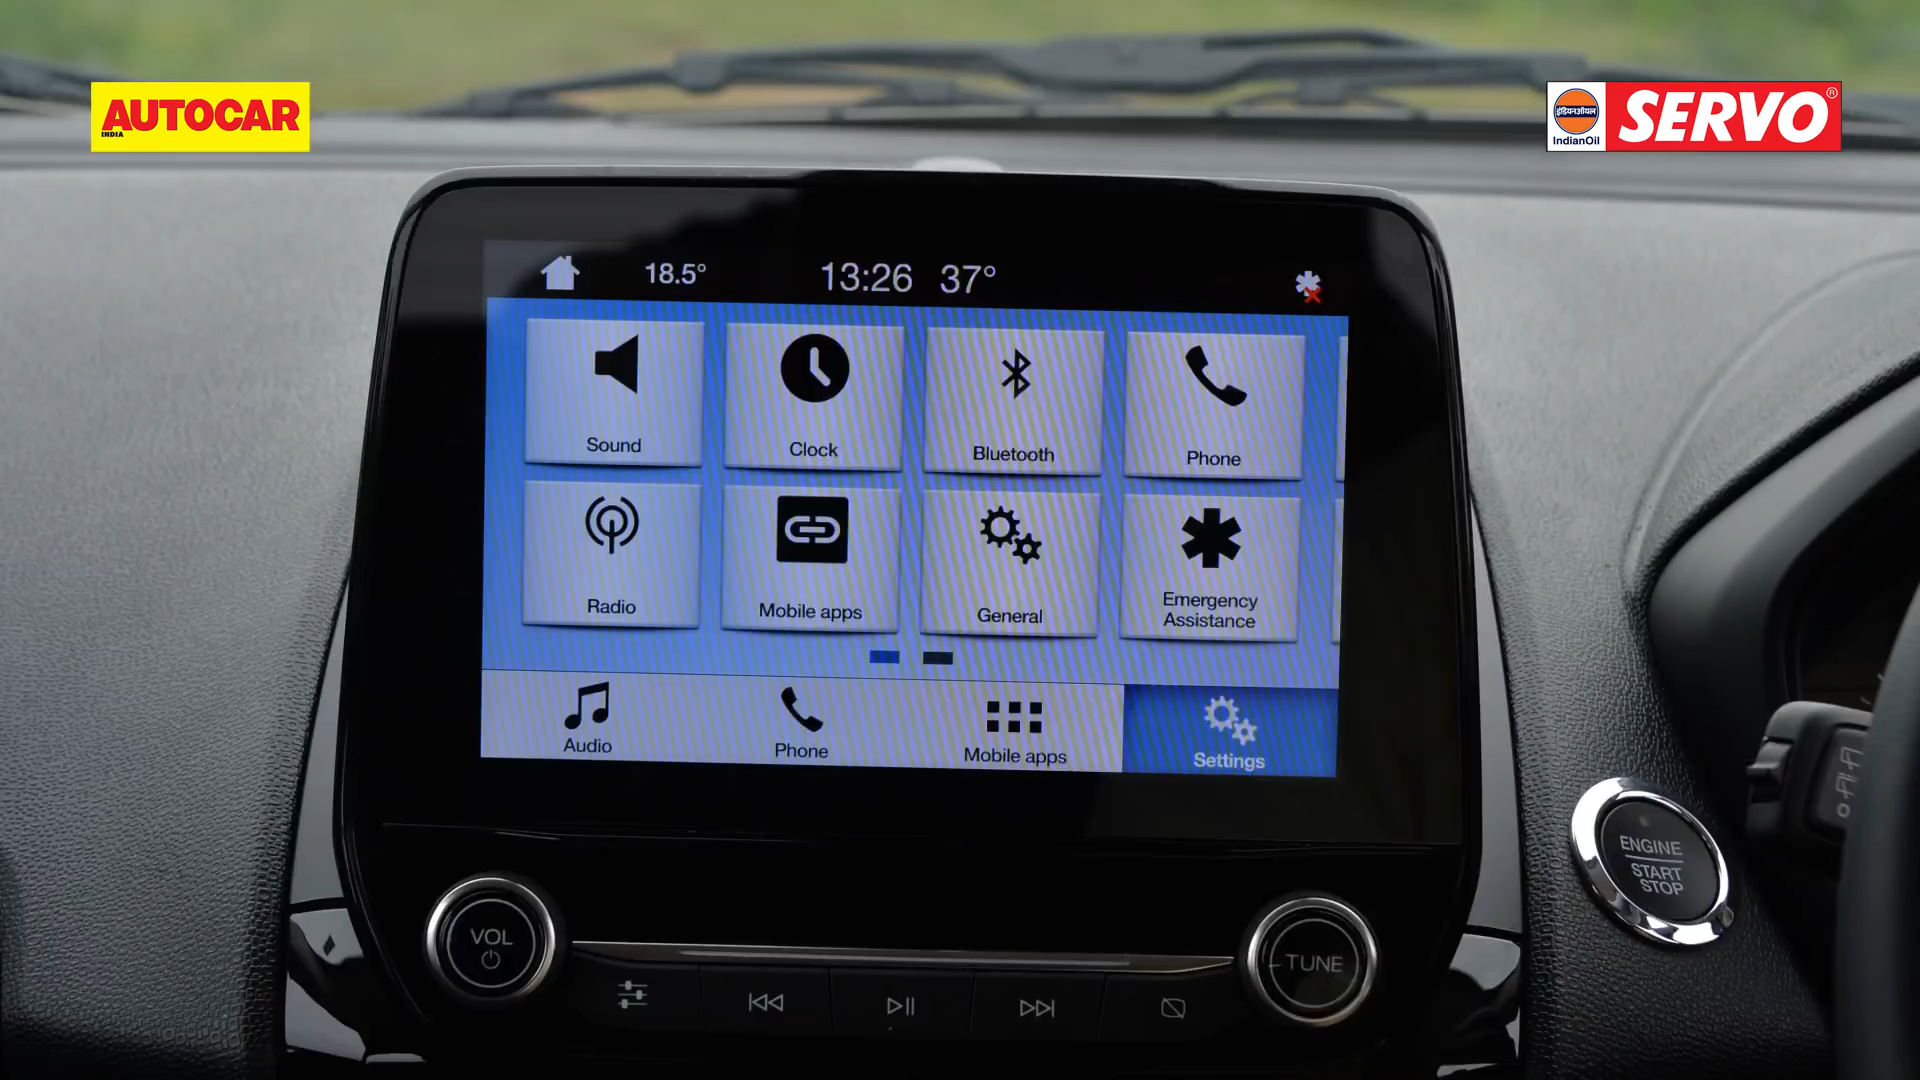 AUTOCAR
INDIA
इंडियनऑयल
IndianOil
SERVO®
18.5°
13:26 37°
Sound
Clock
Bluetooth
Phone
Radio
Mobile apps
General
Emergency
Assistance
Audio
Phone
Mobile apps
Settings
ENGINE
START
STOP
VOL
TUNE